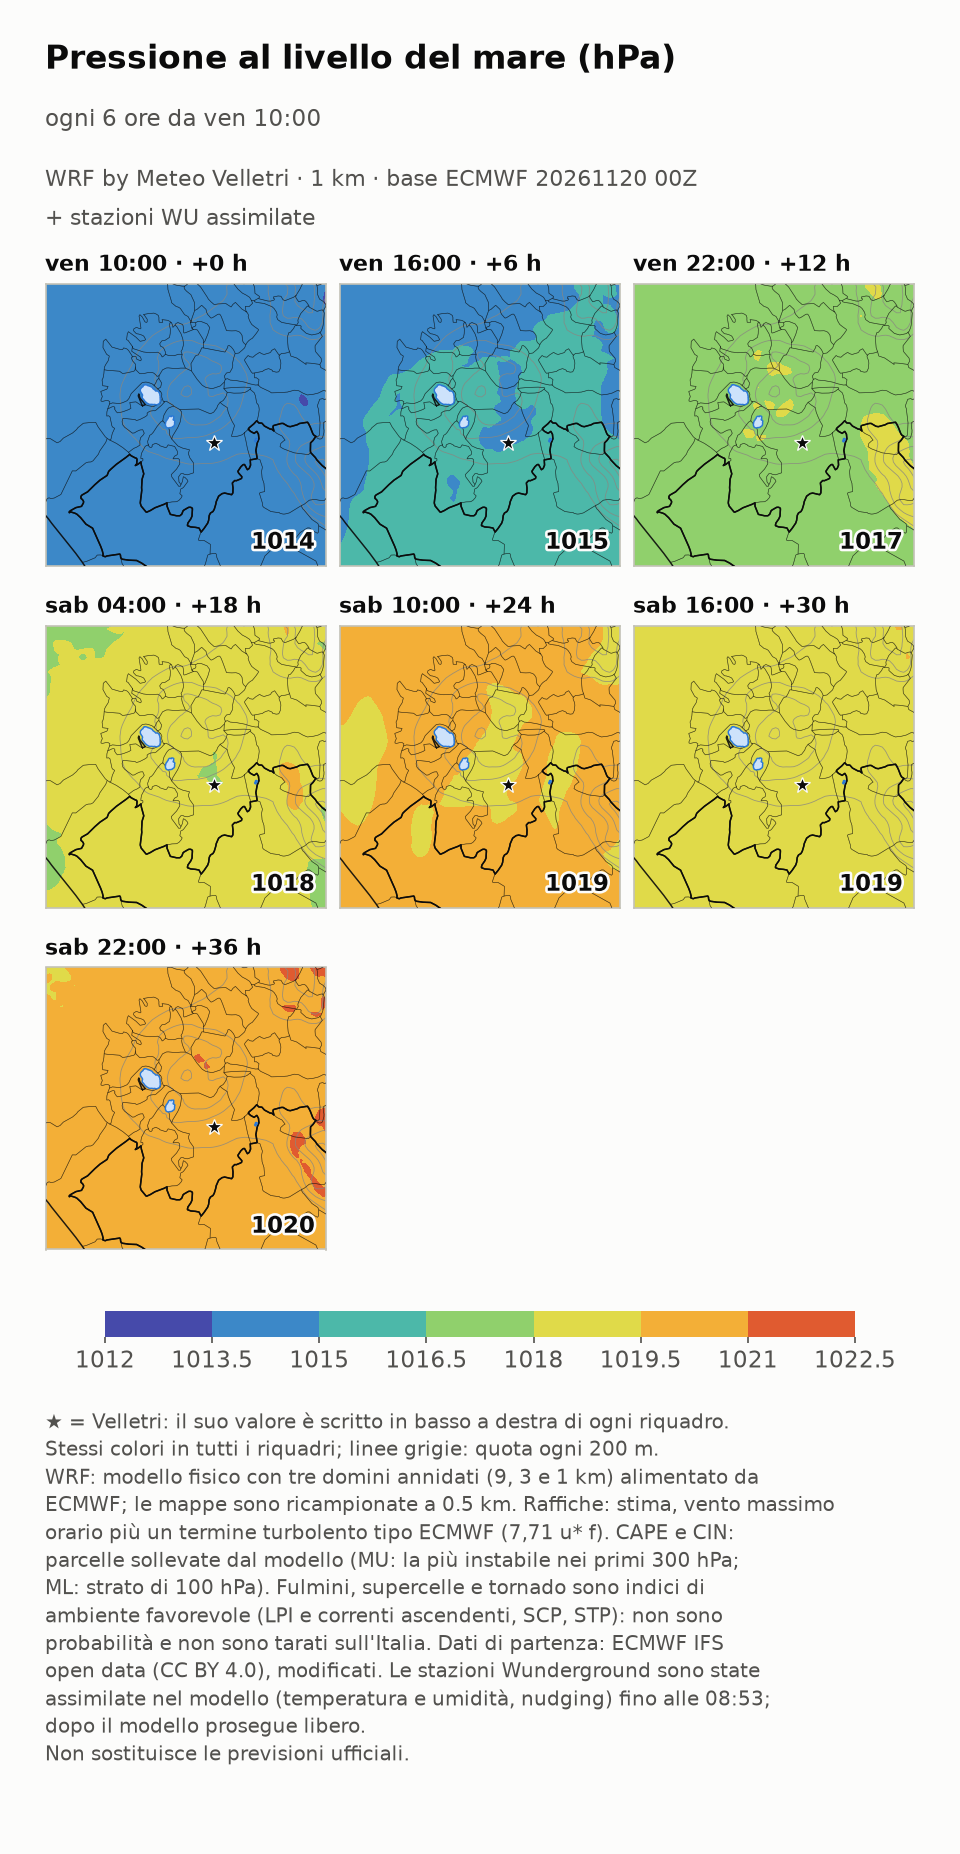 Pressione al livello del mare (hPa)
ogni 6 ore da ven 10:00
WRF by Meteo Velletri · 1 km · base ECMWF 20261120 00Z
+ stazioni WU assimilate
ven 10:00 · +0 h
ven 16:00 · +6 h
ven 22:00 · +12 h
1014
1015
1017
sab 04:00 · +18 h
sab 10:00 · +24 h
sab 16:00 · +30 h
1018
1019
1019
sab 22:00 · +36 h
1020
1012 1013.5 1015 1016.5 1018 1019.5 1021 1022.5
★ = Velletri: il suo valore è scritto in basso a destra di ogni riquadro.
Stessi colori in tutti i riquadri; linee grigie: quota ogni 200 m.
WRF: modello fisico con tre domini annidati (9, 3 e 1 km) alimentato da
ECMWF; le mappe sono ricampionate a 0.5 km. Raffiche: stima, vento massimo
orario più un termine turbolento tipo ECMWF (7,71 u* f). CAPE e CIN:
parcelle sollevate dal modello (MU: la più instabile nei primi 300 hPa;
ML: strato di 100 hPa). Fulmini, supercelle e tornado sono indici di
ambiente favorevole (LPI e correnti ascendenti, SCP, STP): non sono
probabilità e non sono tarati sull'Italia. Dati di partenza: ECMWF IFS
open data (CC BY 4.0), modificati. Le stazioni Wunderground sono state
assimilate nel modello (temperatura e umidità, nudging) fino alle 08:53;
dopo il modello prosegue libero.
Non sostituisce le previsioni ufficiali.